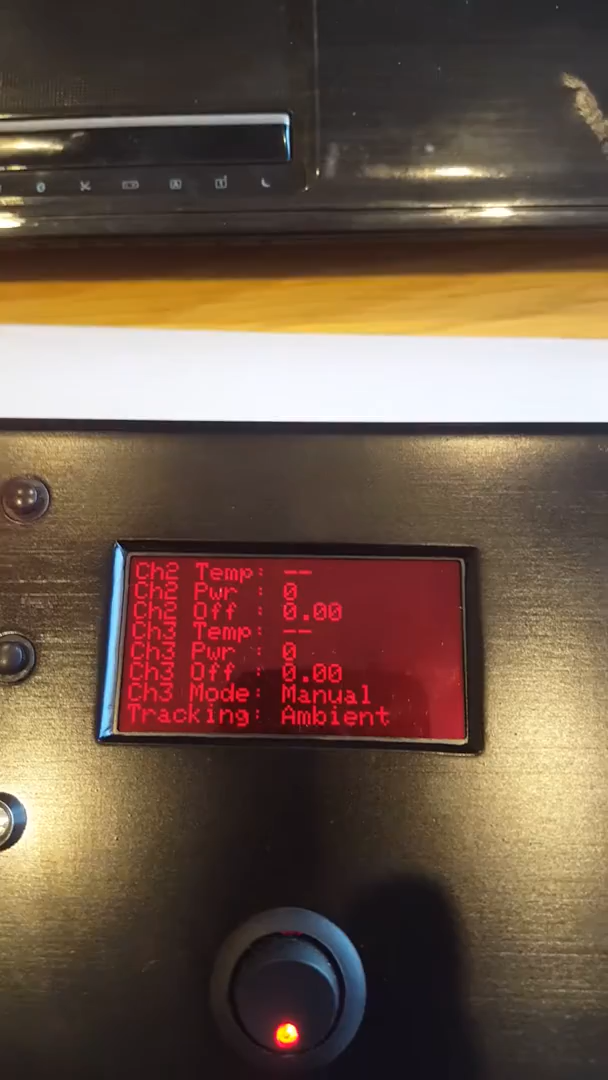 Ch2 Temp: --
Ch2 Pwr : 0
Ch2 Off : 0.00
Ch3 Temp: --
Ch3 Pwr : 0
Ch3 Off : 0.00
Ch3 Mode: Manual
Tracking: Ambient